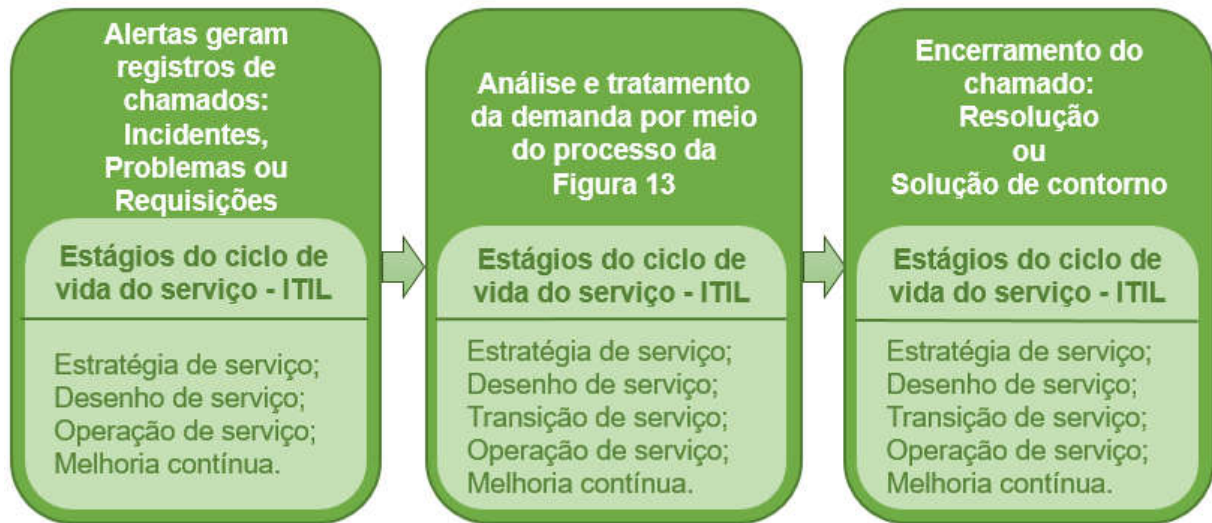 Alertas geram
registros de
chamados:
Incidentes,
Problemas ou
Requisições
Estágios do ciclo de
vida do serviço - ITIL
Estratégia de serviço;
Desenho de serviço;
Operação de serviço;
Melhoria contínua.
Análise e tratamento
da demanda por meio
do processo da
Figura 13
Estágios do ciclo de
vida do serviço - ITIL
Estratégia de serviço;
Desenho de serviço;
Transição de serviço;
Operação de serviço;
Melhoria contínua.
Encerramento do
chamado:
Resolução
ou
Solução de contorno
Estágios do ciclo de
vida do serviço - ITIL
Estratégia de serviço;
Desenho de serviço;
Transição de serviço;
Operação de serviço;
Melhoria contínua.